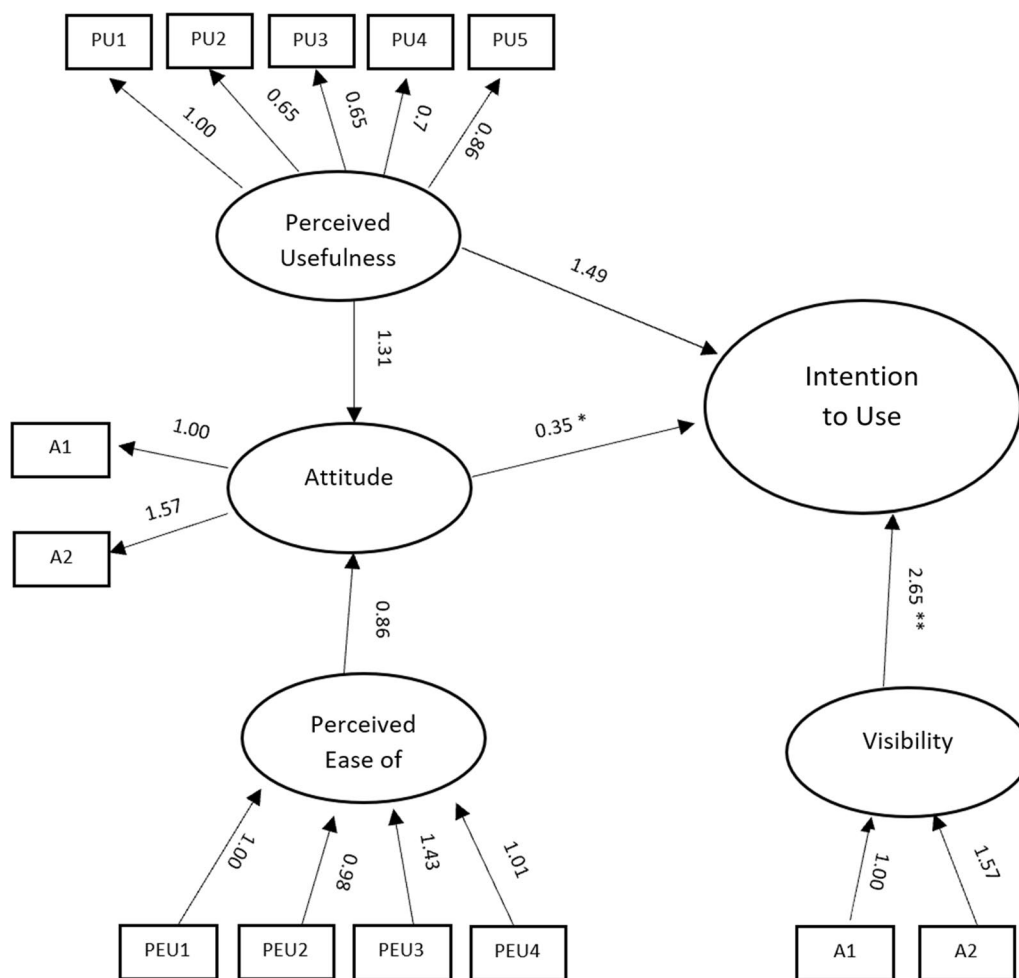 PU1
PU2
PU3
PU4
PU5
1.00
0.65
0.65
0.7
0.86
Perceived
Usefulness
1.49
1.31
Intention
to Use
A1
1.00
Attitude
0.35 *
A2
1.57
0.86
2.65 **
Perceived
Ease of
Visibility
1.00
0.98
1.43
1.01
1.00
1.57
PEU1
PEU2
PEU3
PEU4
A1
A2